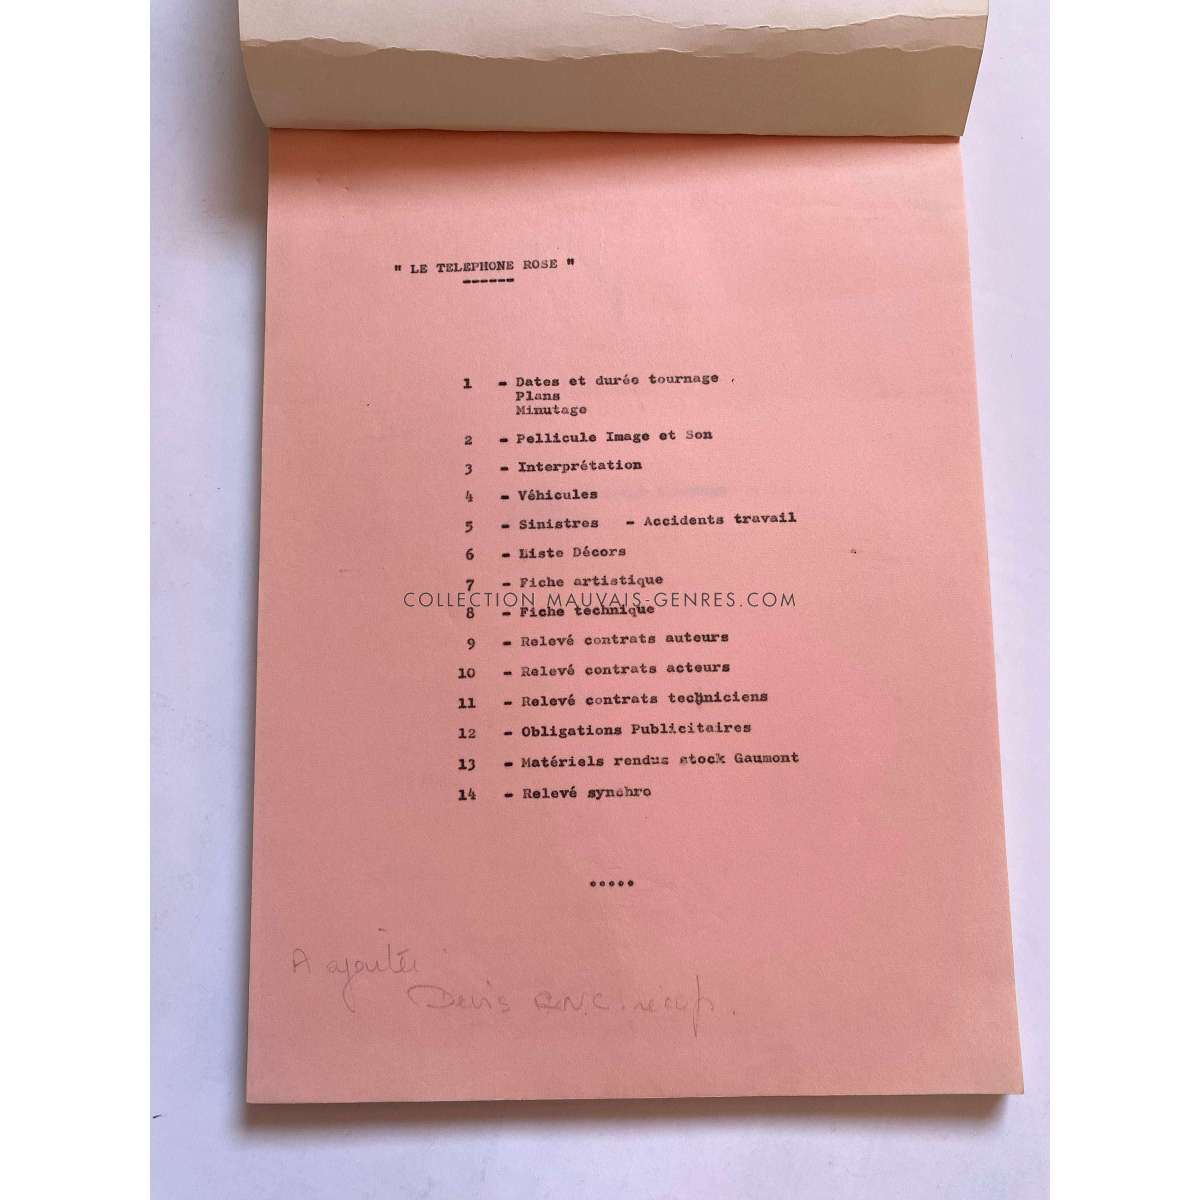 " LE TELEPHONE ROSE "
1 - Dates et durée tournage
Plans
Minutage
2 - Pellicule Image et Son
3 - Interprétation
4 - Véhicules
5 - Sinistres - Accidents travail
6 - Liste Décors
7 - Fiche artistique
COLLECTION MAUVAIS-GENRES.COM
8 - Fiche technique
9 - Relevé contrats auteurs
10 - Relevé contrats acteurs
11 - Relevé contrats techniciens
12 - Obligations Publicitaires
13 - Matériels rendus stock Gaumont
14 - Relevé synchro
A ajouter
Devis C.N.C.